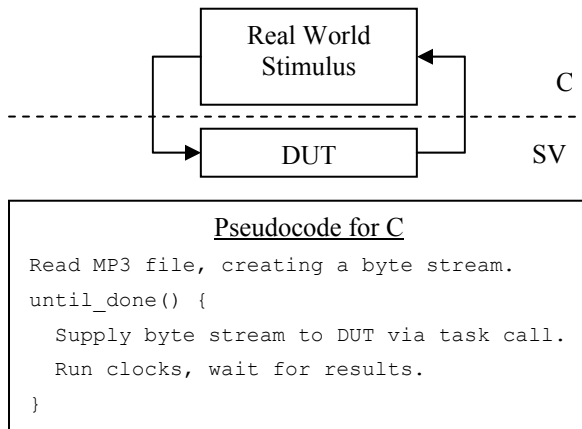 Real World
Stimulus
C
DUT
SV
Pseudocode for C
Read MP3 file, creating a byte stream.
until_done() {
Supply byte stream to DUT via task call.
Run clocks, wait for results.
}